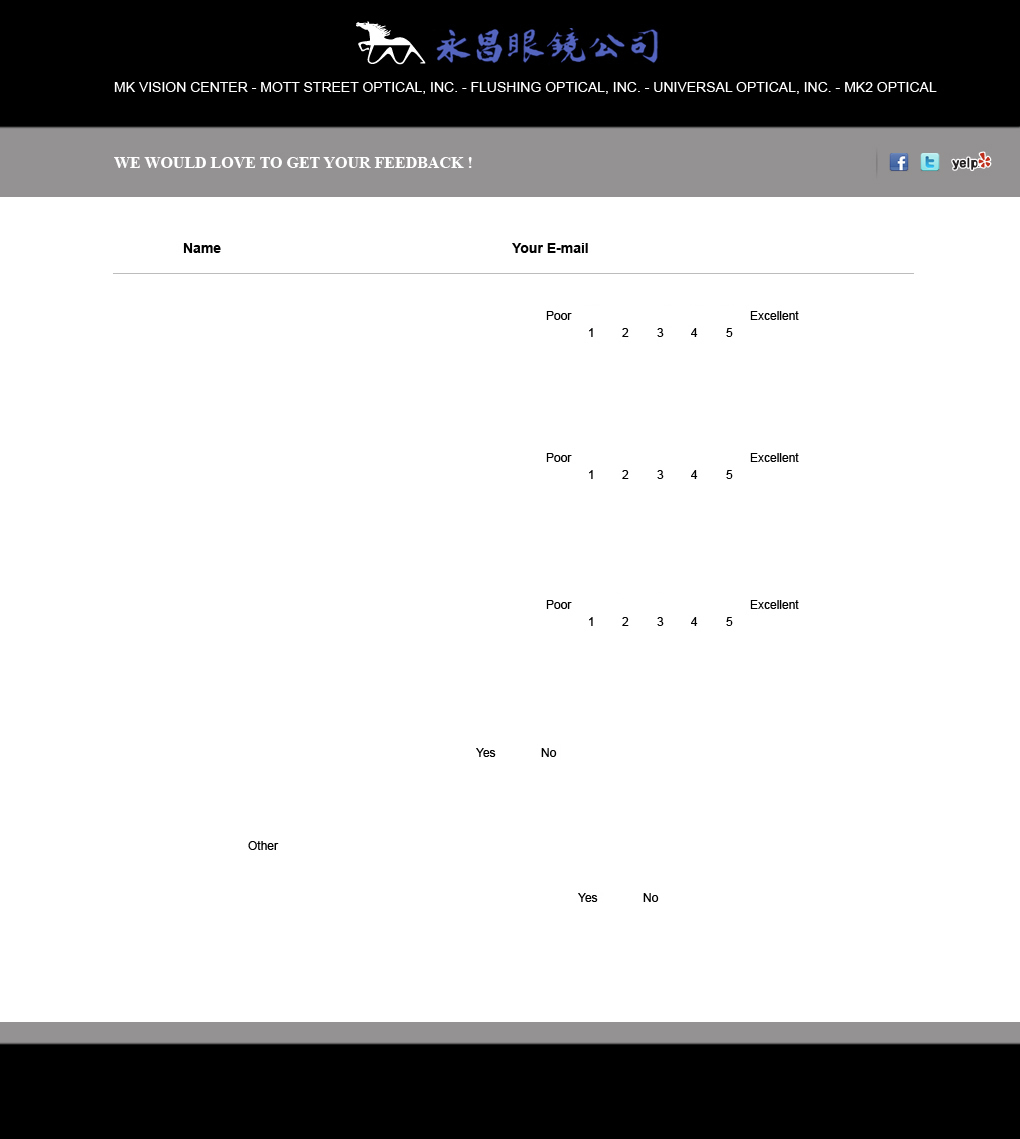 永昌眼鏡公司
MK VISION CENTER - MOTT STREET OPTICAL, INC. - FLUSHING OPTICAL, INC. - UNIVERSAL OPTICAL, INC. - MK2 OPTICAL
WE WOULD LOVE TO GET YOUR FEEDBACK !
f t yelp
Name Your E-mail
Poor Excellent
1 2 3 4 5
Poor Excellent
1 2 3 4 5
Poor Excellent
1 2 3 4 5
Yes No
Other
Yes No